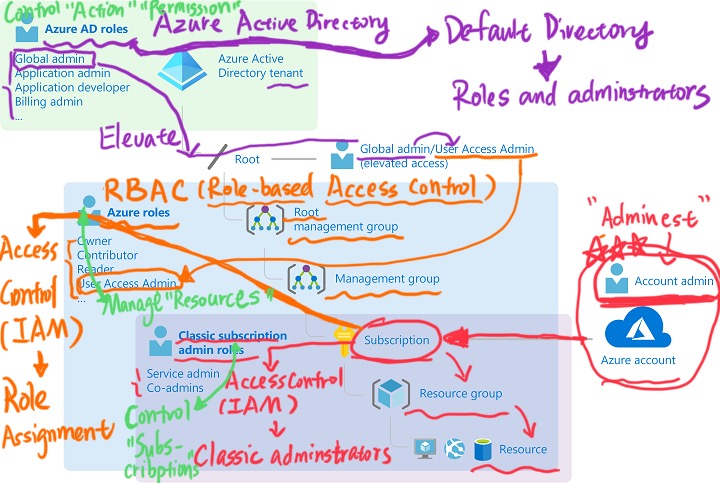 Control "Action" "Permission"
Azure AD roles
Azure Active Directory
Default Directory
Roles and adminstrators
Global admin
Application admin
Application developer
Billing admin
...
Azure Active
Directory tenant
Elevate
Root
Global admin/User Access Admin
(elevated access)
RBAC (Role-based Access Control)
Azure roles
Owner
Contributor
Reader
User Access Admin
...
Root
management group
Management group
Manage "Resources"
Access
Control
(IAM)
Role
Assignment
"Adminest"
Account admin
Azure account
Classic subscription
admin roles
Service admin
Co-admins
Subscription
Access Control
(IAM)
Classic adminstrators
Control
"Subs-
cribptions"
Resource group
Resource